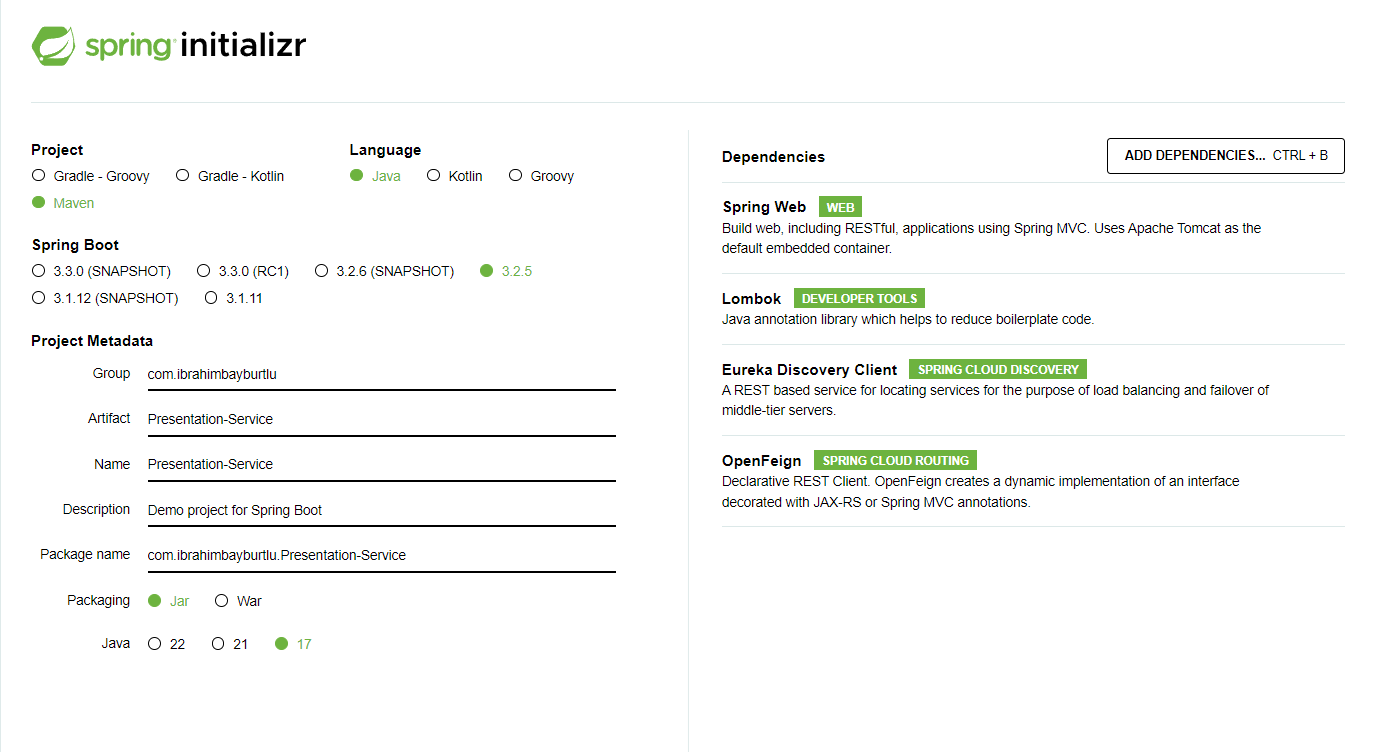 spring initializr
Project
Gradle - Groovy Gradle - Kotlin
Maven
Language
Java Kotlin Groovy
Spring Boot
3.3.0 (SNAPSHOT) 3.3.0 (RC1) 3.2.6 (SNAPSHOT) 3.2.5
3.1.12 (SNAPSHOT) 3.1.11
Project Metadata
Group com.ibrahimbayburtlu
Artifact Presentation-Service
Name Presentation-Service
Description Demo project for Spring Boot
Package name com.ibrahimbayburtlu.Presentation-Service
Packaging Jar War
Java 22 21 17
Dependencies
ADD DEPENDENCIES... CTRL + B
Spring Web WEB
Build web, including RESTful, applications using Spring MVC. Uses Apache Tomcat as the
default embedded container.
Lombok DEVELOPER TOOLS
Java annotation library which helps to reduce boilerplate code.
Eureka Discovery Client SPRING CLOUD DISCOVERY
A REST based service for locating services for the purpose of load balancing and failover of
middle-tier servers.
OpenFeign SPRING CLOUD ROUTING
Declarative REST Client. OpenFeign creates a dynamic implementation of an interface
decorated with JAX-RS or Spring MVC annotations.